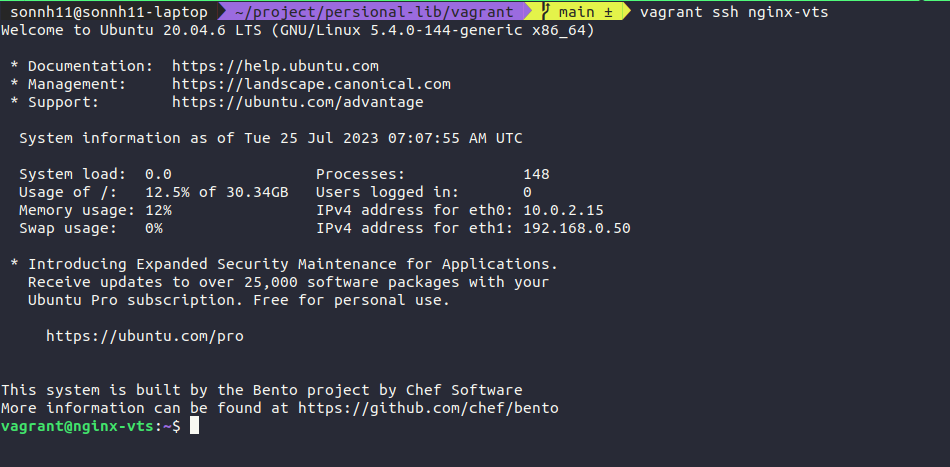 sonnh11@sonnh11-laptop ~/project/persional-lib/vagrant main ± vagrant ssh nginx-vts
Welcome to Ubuntu 20.04.6 LTS (GNU/Linux 5.4.0-144-generic x86_64)
* Documentation: https://help.ubuntu.com
* Management: https://landscape.canonical.com
* Support: https://ubuntu.com/advantage
System information as of Tue 25 Jul 2023 07:07:55 AM UTC
System load: 0.0 Processes: 148
Usage of /: 12.5% of 30.34GB Users logged in: 0
Memory usage: 12% IPv4 address for eth0: 10.0.2.15
Swap usage: 0% IPv4 address for eth1: 192.168.0.50
* Introducing Expanded Security Maintenance for Applications.
Receive updates to over 25,000 software packages with your
Ubuntu Pro subscription. Free for personal use.
https://ubuntu.com/pro
This system is built by the Bento project by Chef Software
More information can be found at https://github.com/chef/bento
vagrant@nginx-vts:~$